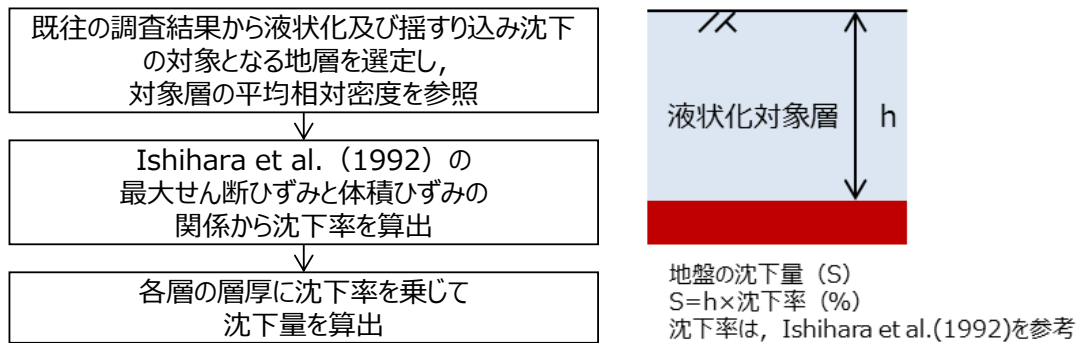 既往の調査結果から液状化及び揺すり込み沈下
の対象となる地層を選定し，
対象層の平均相対密度を参照
Ishihara et al.（1992）の
最大せん断ひずみと体積ひずみの
関係から沈下率を算出
各層の層厚に沈下率を乗じて
沈下量を算出
液状化対象層
h
地盤の沈下量（S）
S=h×沈下率（%）
沈下率は，Ishihara et al.(1992)を参考